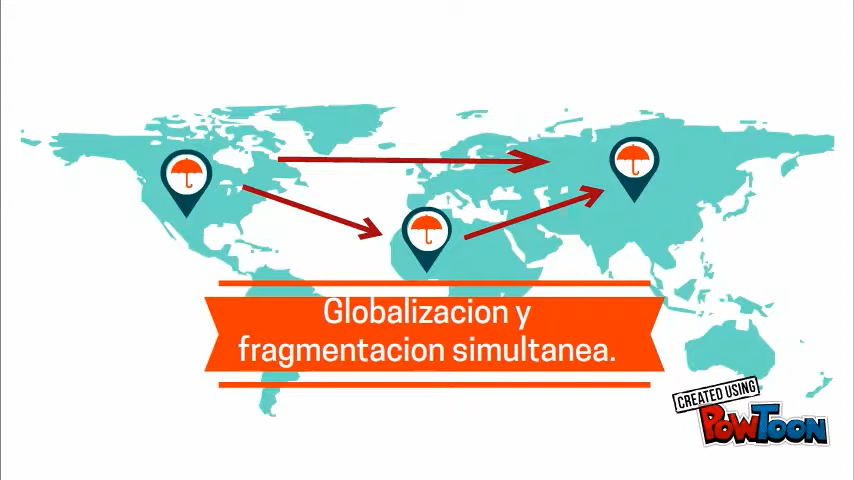 Globalizacion y
fragmentacion simultanea.
CREATED USING
POWTOON